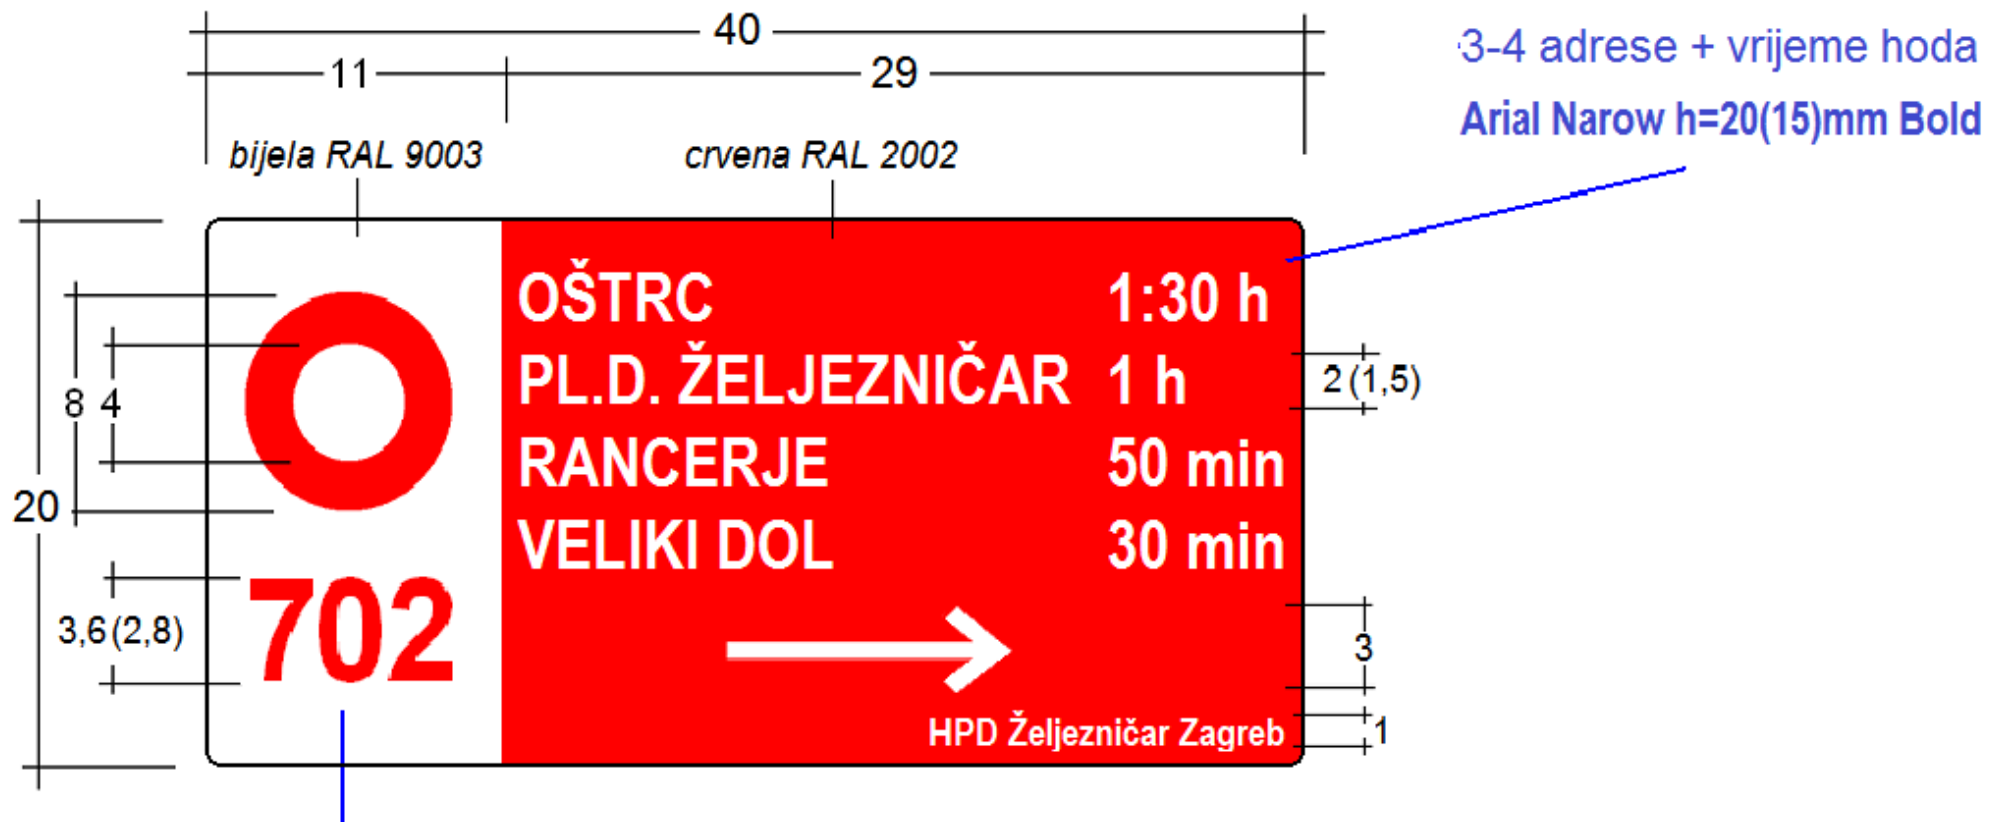 40
11
29
3-4 adrese + vrijeme hoda
Arial Narow h=20(15)mm Bold
bijela RAL 9003
crvena RAL 2002
OŠTRC 1:30 h
PL.D. ŽELJEZNIČAR 1 h
2 (1,5)
8 4
RANCERJE 50 min
20
VELIKI DOL 30 min
3,6 (2,8)
702
3
HPD Željezničar Zagreb
1